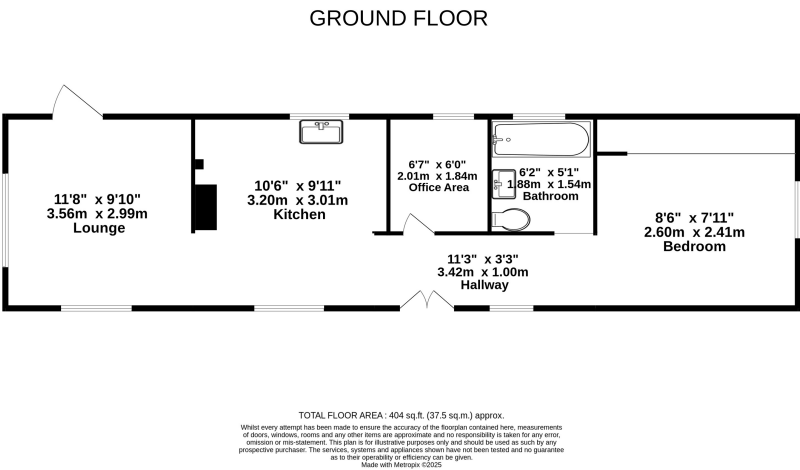 GROUND FLOOR
11'8" x 9'10"
3.56m x 2.99m
Lounge
10'6" x 9'11"
3.20m x 3.01m
Kitchen
6'7" x 6'0"
2.01m x 1.84m
Office Area
6'2" x 5'1"
1.88m x 1.54m
Bathroom
8'6" x 7'11"
2.60m x 2.41m
Bedroom
11'3" x 3'3"
3.42m x 1.00m
Hallway
TOTAL FLOOR AREA : 404 sq.ft. (37.5 sq.m.) approx.
Whilst every attempt has been made to ensure the accuracy of the floorplan contained here, measurements
of doors, windows, rooms and any other items are approximate and no responsibility is taken for any error,
omission or mis-statement. This plan is for illustrative purposes only and should be used as such by any
prospective purchaser. The services, systems and appliances shown have not been tested and no guarantee
as to their operability or efficiency can be given.
Made with Metropix ©2025